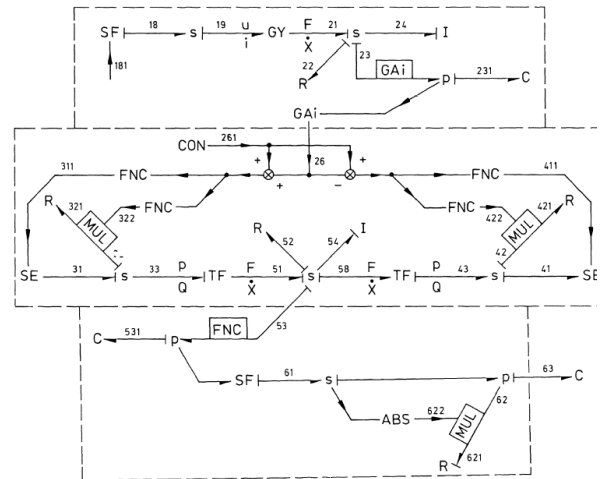 18 19 u F 21 24
SF s i GY Ẋ s I
181 22 23 GAi
R p 231 C
GAi
CON 261
+ 26 +
311 FNC + − FNC 411
R 321 322 FNC FNC 422 421 R
MUL MUL
R 52 54 I 42
SE 31 s 33 P Q TF F Ẋ 51 s 58 F Ẋ TF P Q 43 s 41 SE
53
C 531 p FNC
SF 61 s p 63 C
ABS 622 MUL 62
R 621